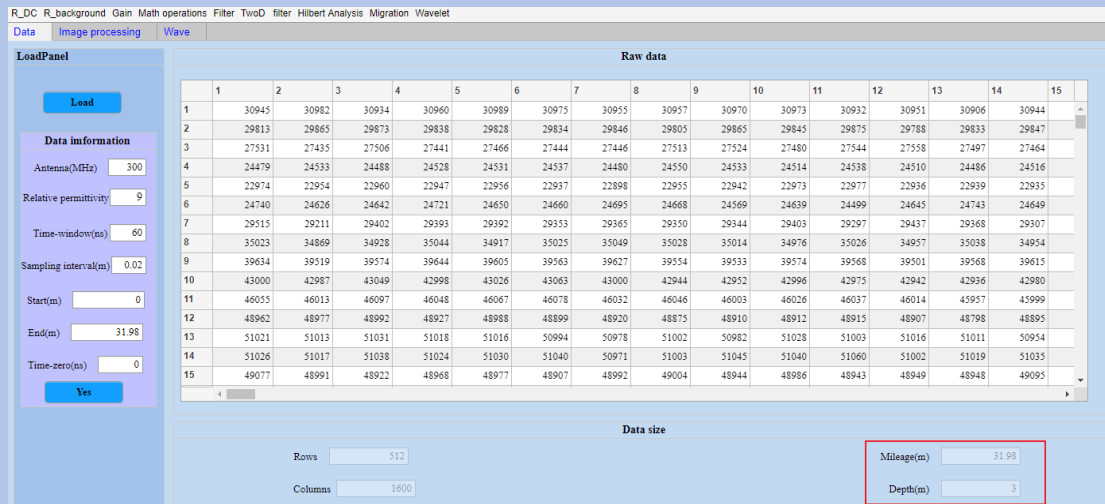 R_DC R_background Gain Math operations Filter TwoD filter Hilbert Analysis Migration Wavelet
Data Image processing Wave
LoadPanel
Load
Data imformation
Antenna(MHz) 300
Relative permittivity 9
Time-window(ns) 60
Sampling interval(m) 0.02
Start(m) 0
End(m) 31.98
Time-zero(ns) 0
Yes
Raw data
1 2 3 4 5 6 7 8 9 10 11 12 13 14 15
1 30945 30982 30934 30960 30989 30975 30955 30957 30970 30973 30932 30951 30906 30944
2 29813 29865 29873 29838 29828 29834 29846 29805 29865 29845 29875 29788 29833 29847
3 27531 27435 27506 27441 27466 27444 27446 27513 27524 27480 27544 27558 27497 27464
4 24479 24533 24488 24528 24531 24537 24480 24550 24533 24514 24538 24510 24486 24516
5 22974 22954 22960 22947 22956 22937 22898 22955 22942 22973 22977 22936 22939 22935
6 24740 24626 24642 24721 24650 24660 24695 24668 24569 24639 24499 24645 24743 24649
7 29515 29211 29402 29393 29392 29353 29365 29350 29344 29403 29297 29437 29368 29307
8 35023 34869 34928 35044 34917 35025 35049 35028 35014 34976 35026 34957 35038 34954
9 39634 39519 39574 39644 39605 39563 39627 39554 39533 39574 39568 39501 39568 39615
10 43000 42987 43049 42998 43026 43063 43000 42944 42952 42996 42975 42942 42936 42980
11 46055 46013 46097 46048 46067 46078 46032 46046 46003 46026 46037 46014 45957 45999
12 48962 48977 48992 48927 48988 48899 48920 48875 48910 48912 48915 48907 48798 48895
13 51021 51013 51031 51018 51016 50994 50978 51002 50982 51028 51003 51016 51011 50954
14 51026 51017 51038 51024 51030 51040 50971 51003 51045 51040 51060 51002 51019 51035
15 49077 48991 48922 48968 48977 48907 48992 49004 48944 48986 48943 48949 48948 49095
Data size
Rows 512
Mileage(m) 31.98
Columns 1600
Depth(m) 3